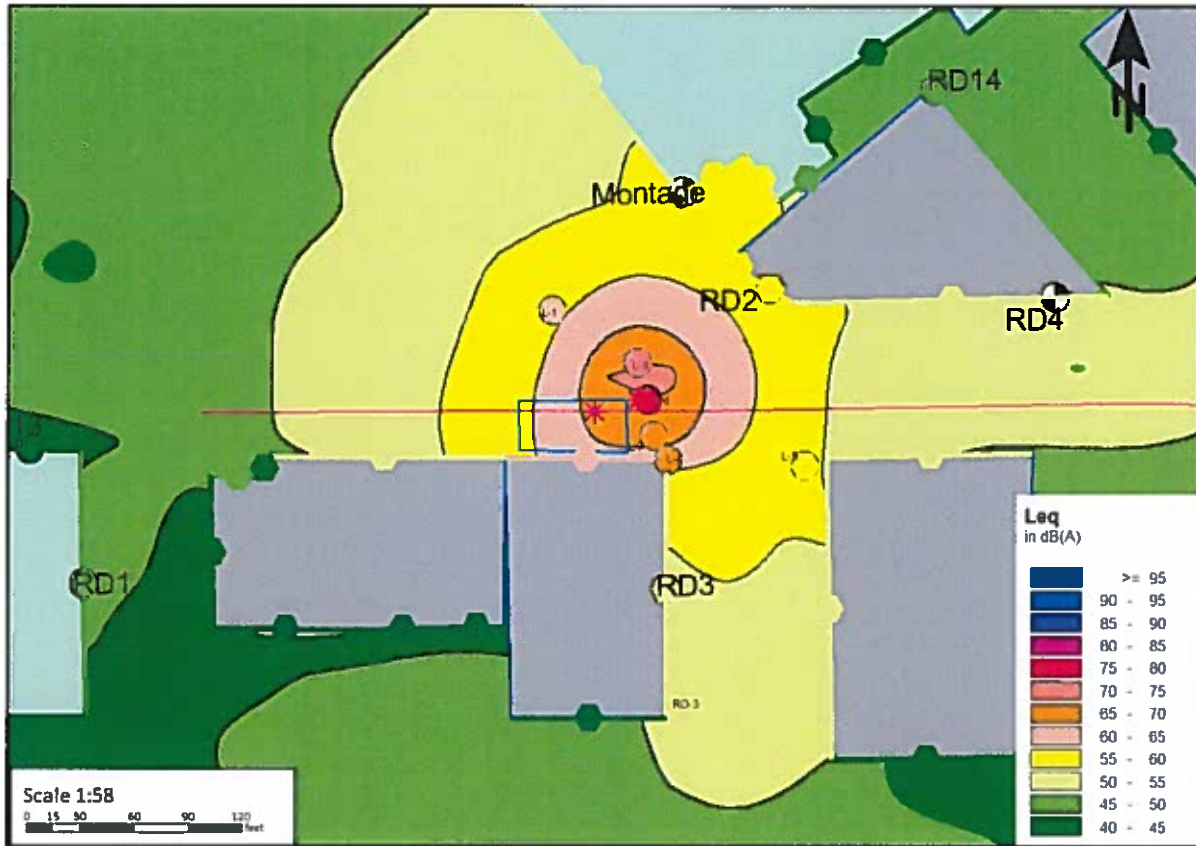 RD14
N
Montage
RD2
RD4
L-1
RD1
RD3
RD-3
Leq
in dB(A)
>= 95
90 - 95
85 - 90
80 - 85
75 - 80
70 - 75
65 - 70
60 - 65
55 - 60
50 - 55
45 - 50
40 - 45
Scale 1:58
0 15 30 60 90 120
feet